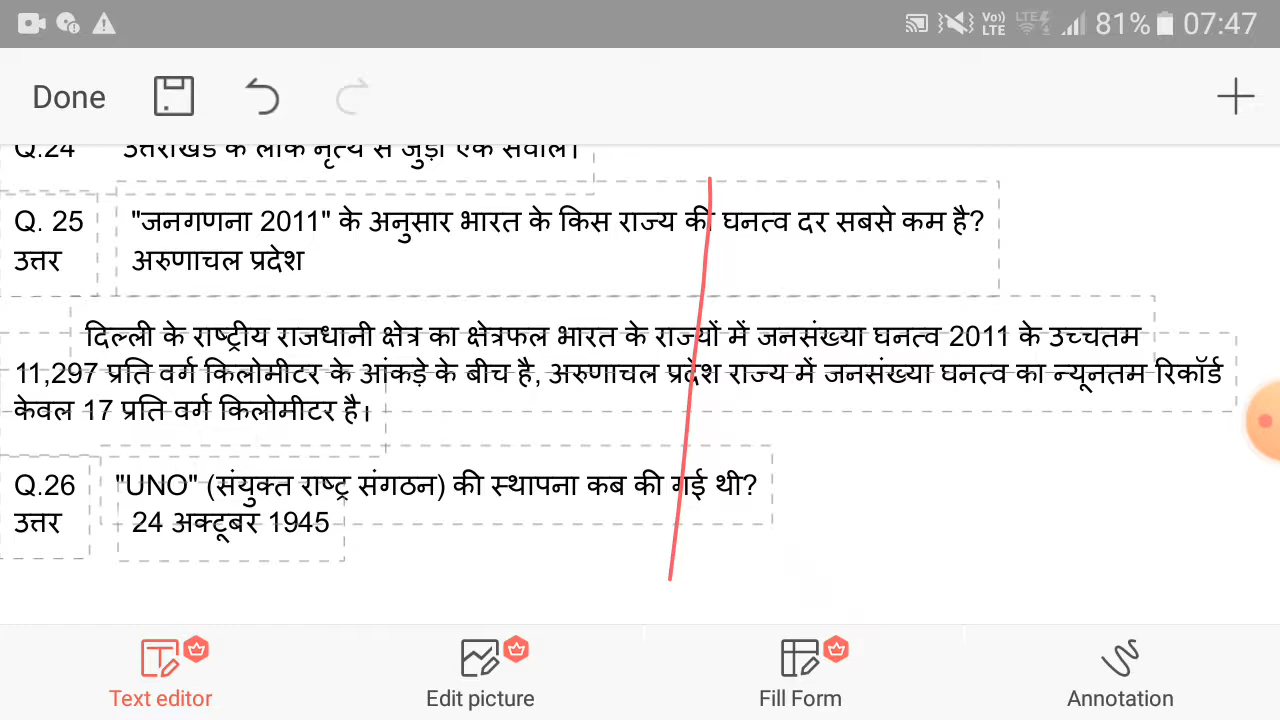 81% 07:47
Done
Q.24 उत्तराखंड के लोक नृत्य से जुड़ा एक सवाल।
Q. 25 "जनगणना 2011" के अनुसार भारत के किस राज्य की घनत्व दर सबसे कम है?
उत्तर अरुणाचल प्रदेश
दिल्ली के राष्ट्रीय राजधानी क्षेत्र का क्षेत्रफल भारत के राज्यों में जनसंख्या घनत्व 2011 के उच्चतम
11,297 प्रति वर्ग किलोमीटर के आंकड़े के बीच है, अरुणाचल प्रदेश राज्य में जनसंख्या घनत्व का न्यूनतम रिकॉर्ड
केवल 17 प्रति वर्ग किलोमीटर है।
Q.26 "UNO" (संयुक्त राष्ट्र संगठन) की स्थापना कब की गई थी?
उत्तर 24 अक्टूबर 1945
Text editor Edit picture Fill Form Annotation